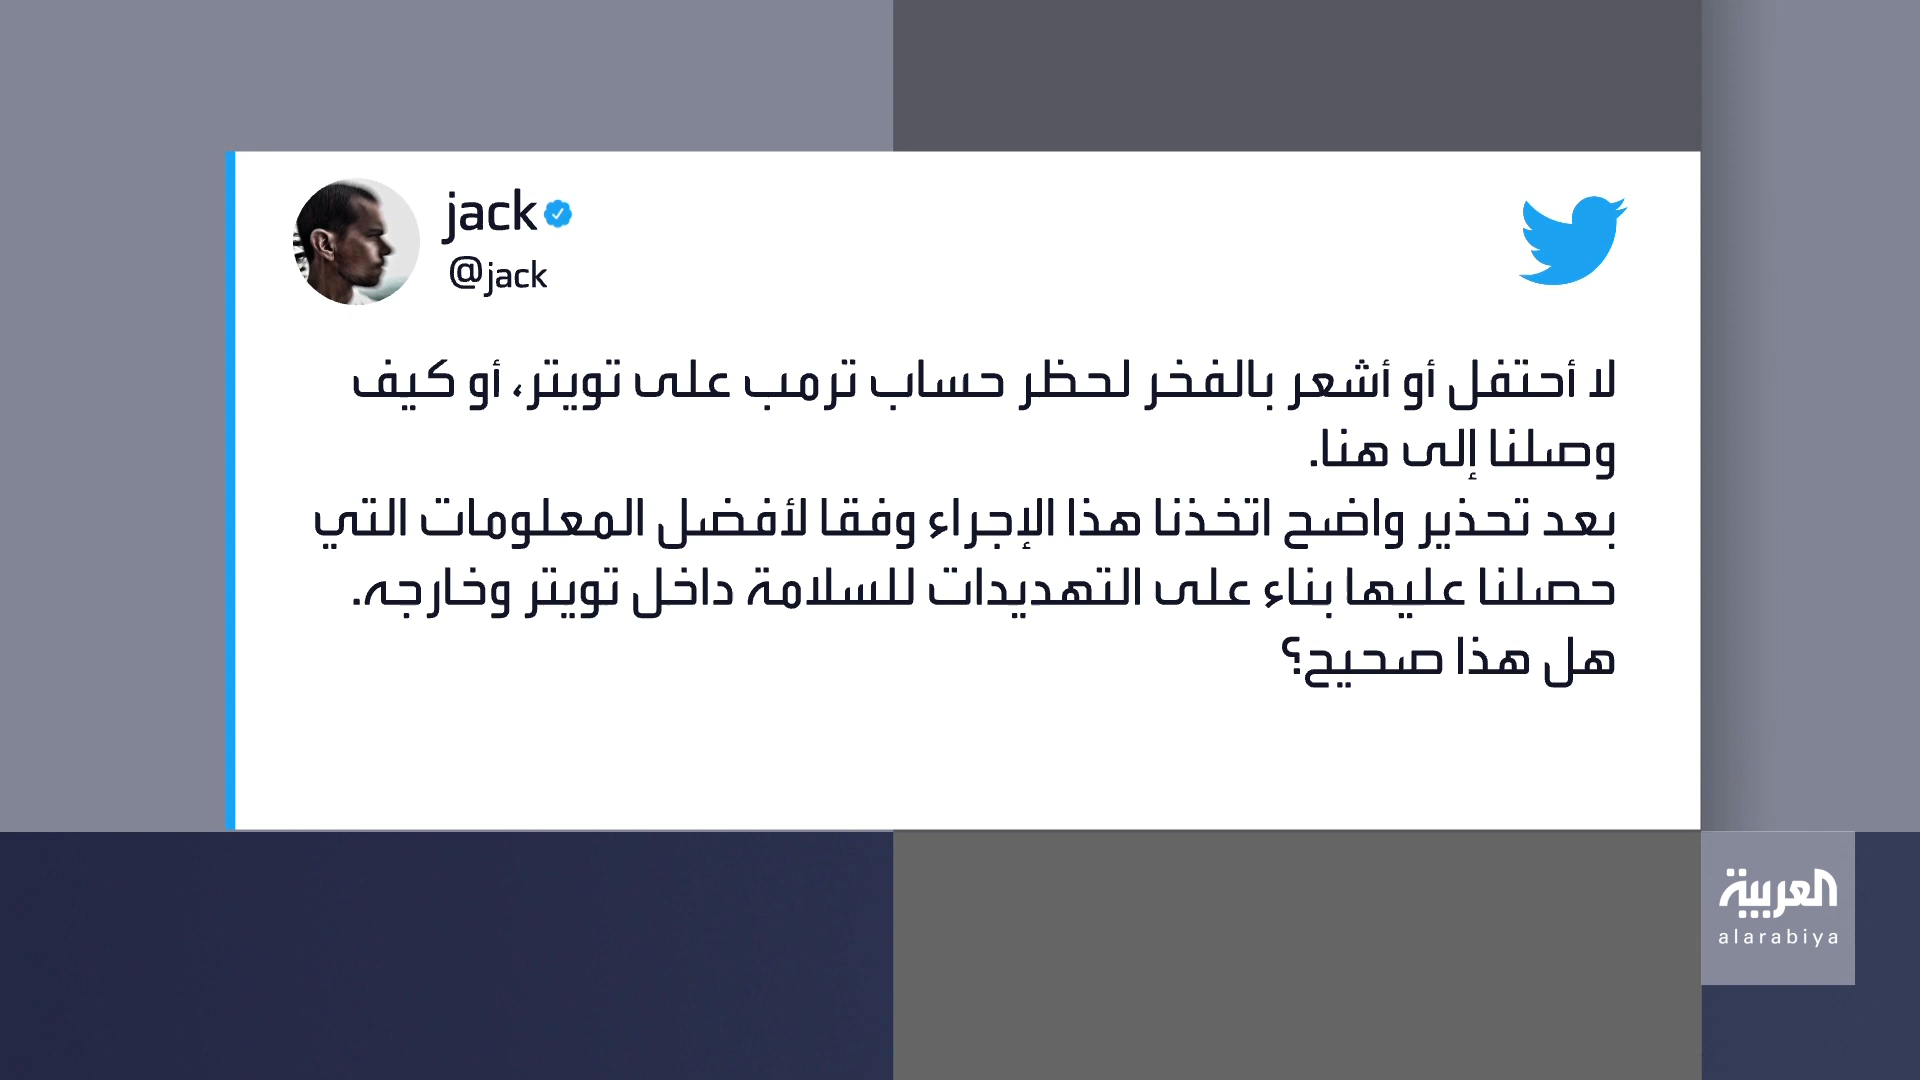 jack
@jack
لا أحتفل أو أشعر بالفخر لحظر حساب ترمب على تويتر، أو كيف
وصلنا إلى هنا.
بعد تحذير واضح اتخذنا هذا الإجراء وفقا لأفضل المعلومات التي
حصلنا عليها بناء على التهديدات للسلامة داخل تويتر وخارجه.
هل هذا صحيح؟
العربية
alarabiya